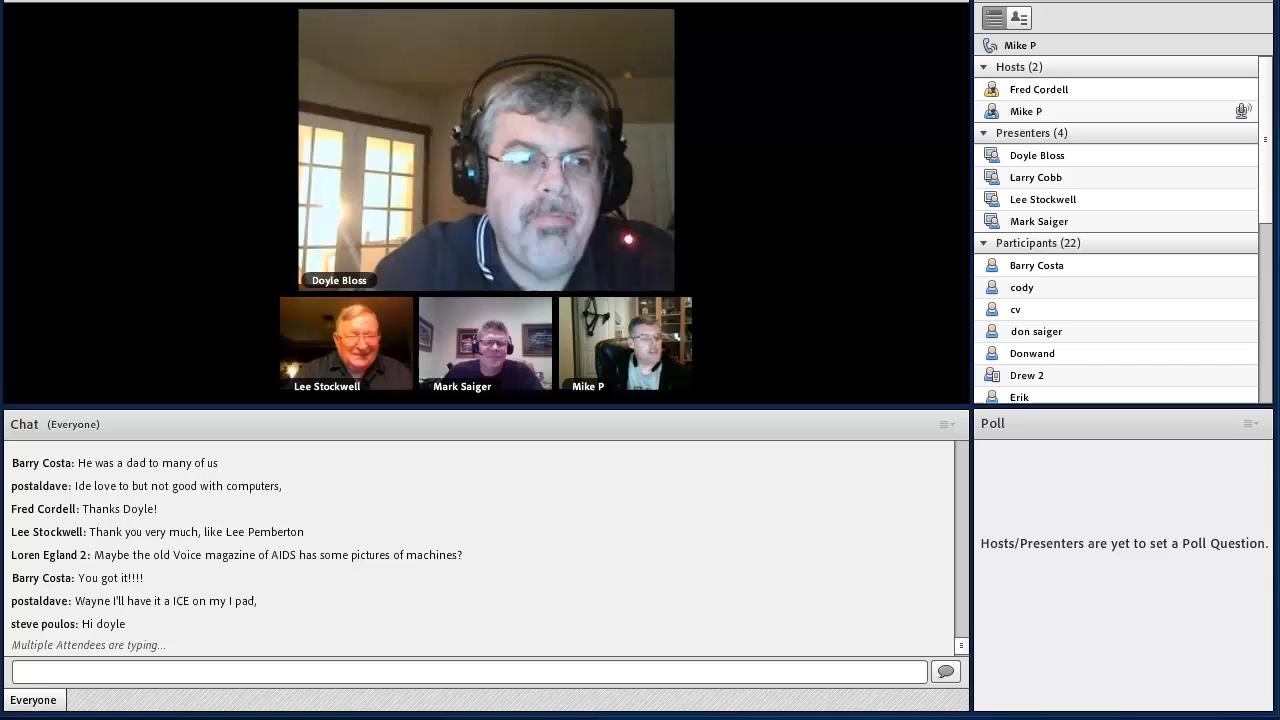 Doyle Bloss
Lee Stockwell
Mark Saiger
Mike P
Mike P
Hosts (2)
Fred Cordell
Mike P
Presenters (4)
Doyle Bloss
Larry Cobb
Lee Stockwell
Mark Saiger
Participants (22)
Barry Costa
cody
cv
don saiger
Donwand
Drew 2
Erik
Chat (Everyone)
Barry Costa: He was a dad to many of us
postaldave: Ide love to but not good with computers,
Fred Cordell: Thanks Doyle!
Lee Stockwell: Thank you very much, like Lee Pemberton
Loren Egland 2: Maybe the old Voice magazine of AIDS has some pictures of machines?
Barry Costa: You got it!!!!
postaldave: Wayne I'll have it a ICE on my I pad,
steve poulos: Hi doyle
Multiple Attendees are typing...
Everyone
Poll
Hosts/Presenters are yet to set a Poll Question.